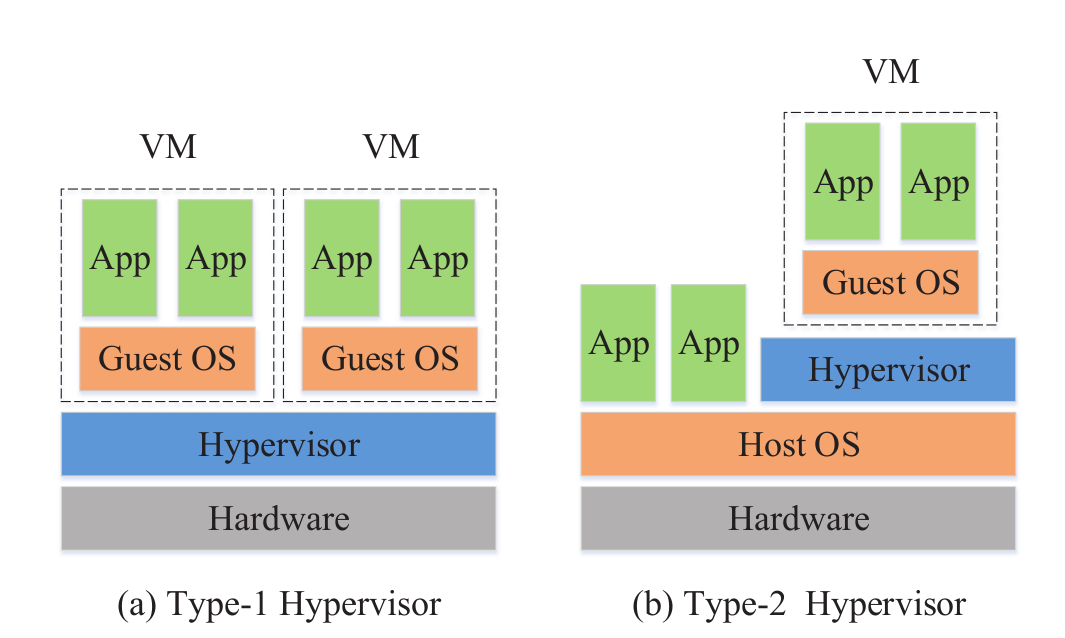 VM
VM
App
App
App
App
Guest OS
Guest OS
Hypervisor
Hardware
(a) Type-1 Hypervisor
VM
App
App
Guest OS
App
App
Hypervisor
Host OS
Hardware
(b) Type-2 Hypervisor